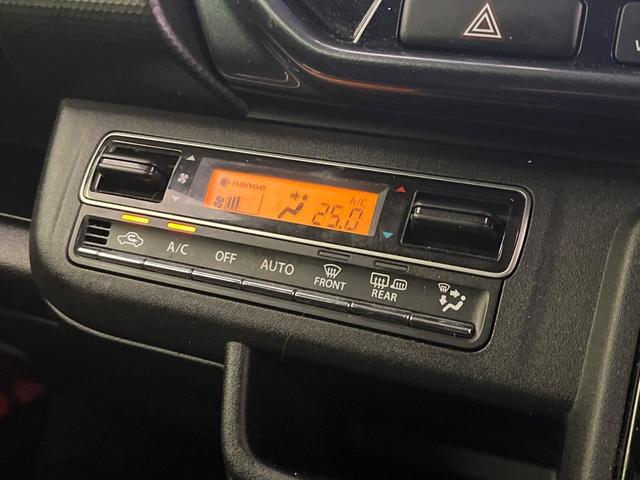 nanoe
A/C
25.0
A/C
OFF
AUTO
FRONT
REAR